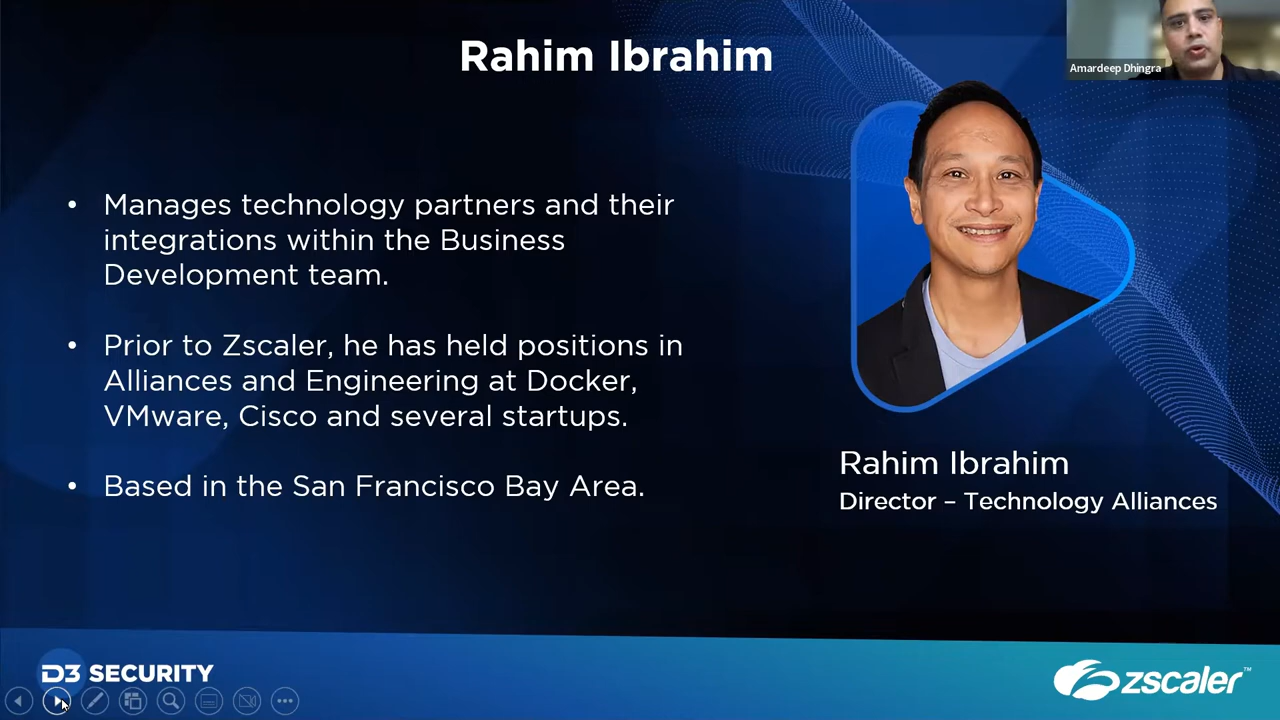 Rahim Ibrahim
Amardeep Dhingra
• Manages technology partners and their
integrations within the Business
Development team.
• Prior to Zscaler, he has held positions in
Alliances and Engineering at Docker,
VMware, Cisco and several startups.
• Based in the San Francisco Bay Area.
Rahim Ibrahim
Director – Technology Alliances
D3 SECURITY
zscaler™